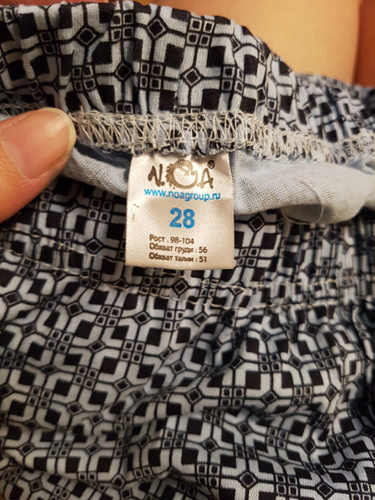 NOA
www.noagroup.ru
28
Рост : 98-104
Обхват груди : 56
Обхват талии : 51